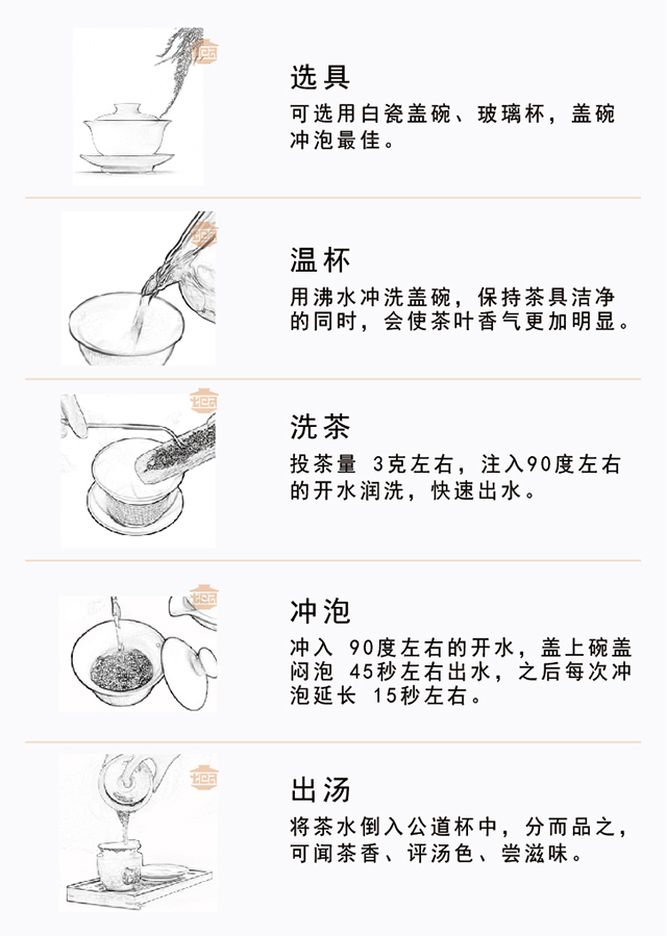 选具
可选用白瓷盖碗、玻璃杯，盖碗
冲泡最佳。
温杯
用沸水冲洗盖碗，保持茶具洁净
的同时，会使茶叶香气更加明显。
洗茶
投茶量 3克左右，注入90度左右
的开水润洗，快速出水。
冲泡
冲入 90度左右的开水，盖上碗盖
闷泡 45秒左右出水，之后每次冲
泡延长 15秒左右。
出汤
将茶水倒入公道杯中，分而品之，
可闻茶香、评汤色、尝滋味。